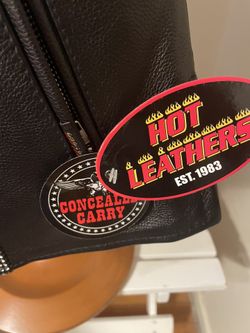 HOT
LEATHERS
EST. 1983
CONCEALED
CARRY